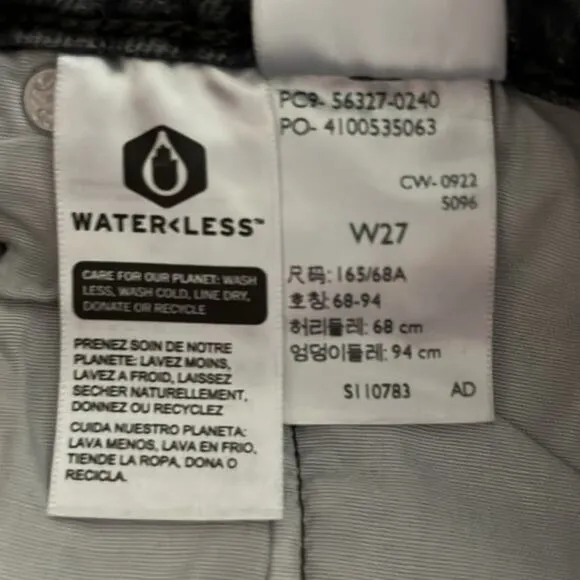 WATER<LESS™
CARE FOR OUR PLANET: WASH
LESS, WASH COLD, LINE DRY,
DONATE OR RECYCLE
PRENEZ SOIN DE NOTRE
PLANETE: LAVEZ MOINS,
LAVEZ A FROID, LAISSEZ
SECHER NATURELLEMENT,
DONNEZ OU RECYCLEZ
CUIDA NUESTRO PLANETA:
LAVA MENOS, LAVA EN FRIO,
TIENDE LA ROPA, DONA O
RECICLA.
PC9- 56327-0240
PO- 4100535063
CW- 0922
5096
W27
尺码: 165/68A
호칭: 68-94
허리둘레: 68 cm
엉덩이둘레: 94 cm
S110783 AD